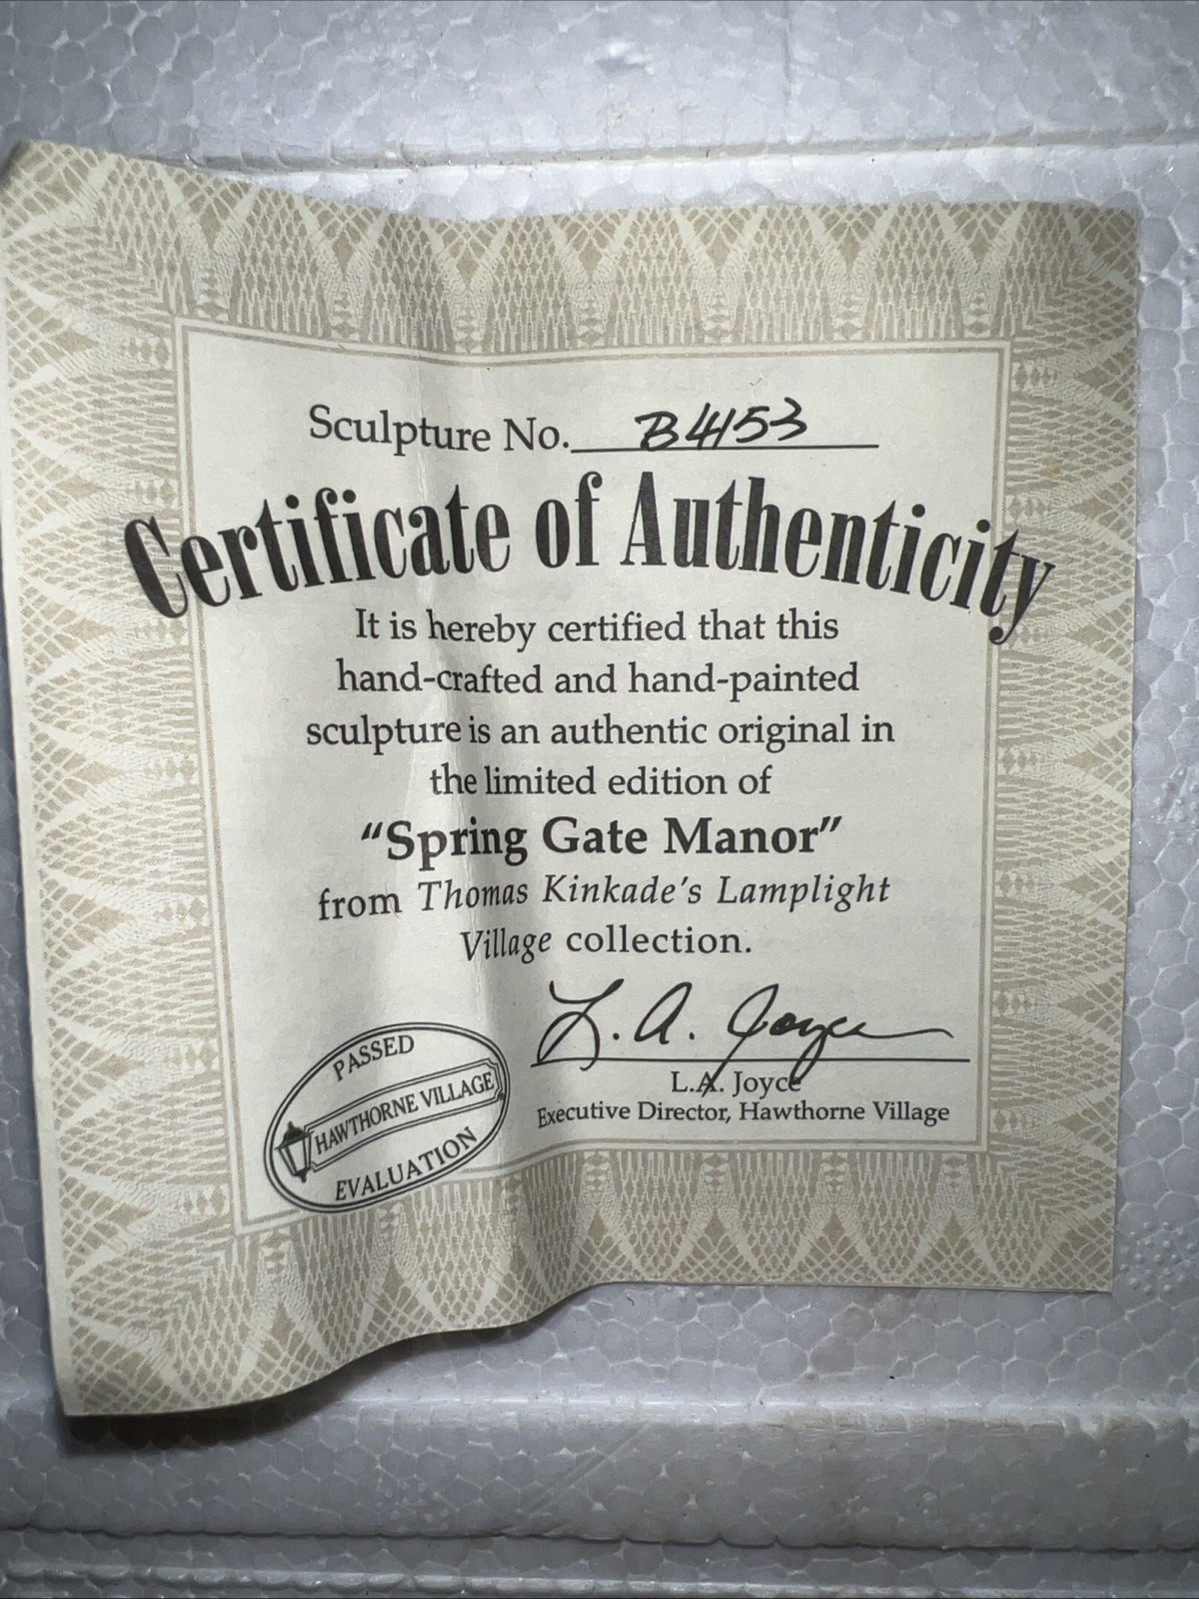 Sculpture No. B4153
Certificate of Authenticity
It is hereby certified that this
hand-crafted and hand-painted
sculpture is an authentic original in
the limited edition of
“Spring Gate Manor”
from Thomas Kinkade's Lamplight
Village collection.
L. A. Joyce
L.A. Joyce
Executive Director, Hawthorne Village
PASSED
HAWTHORNE VILLAGE
EVALUATION